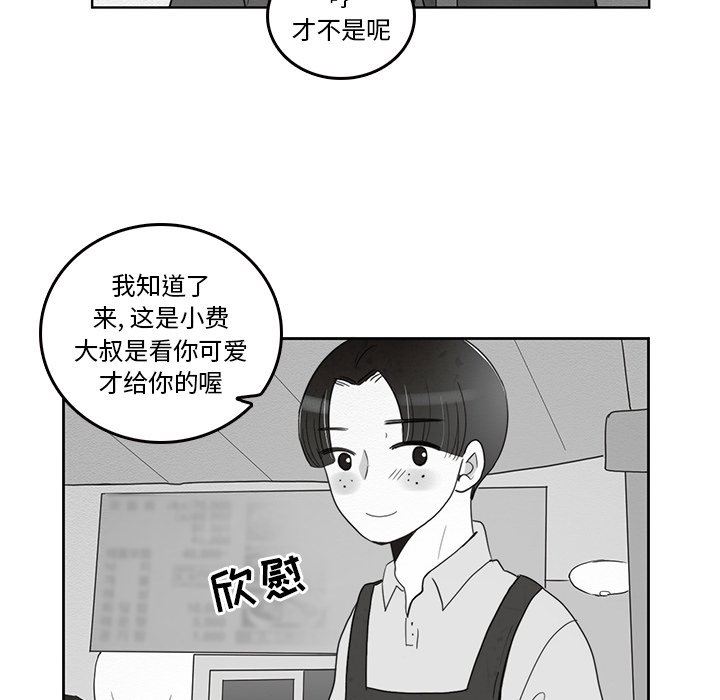 才不是呢
我知道了
来, 这是小费
大叔是看你可爱
才给你的喔
欣慰